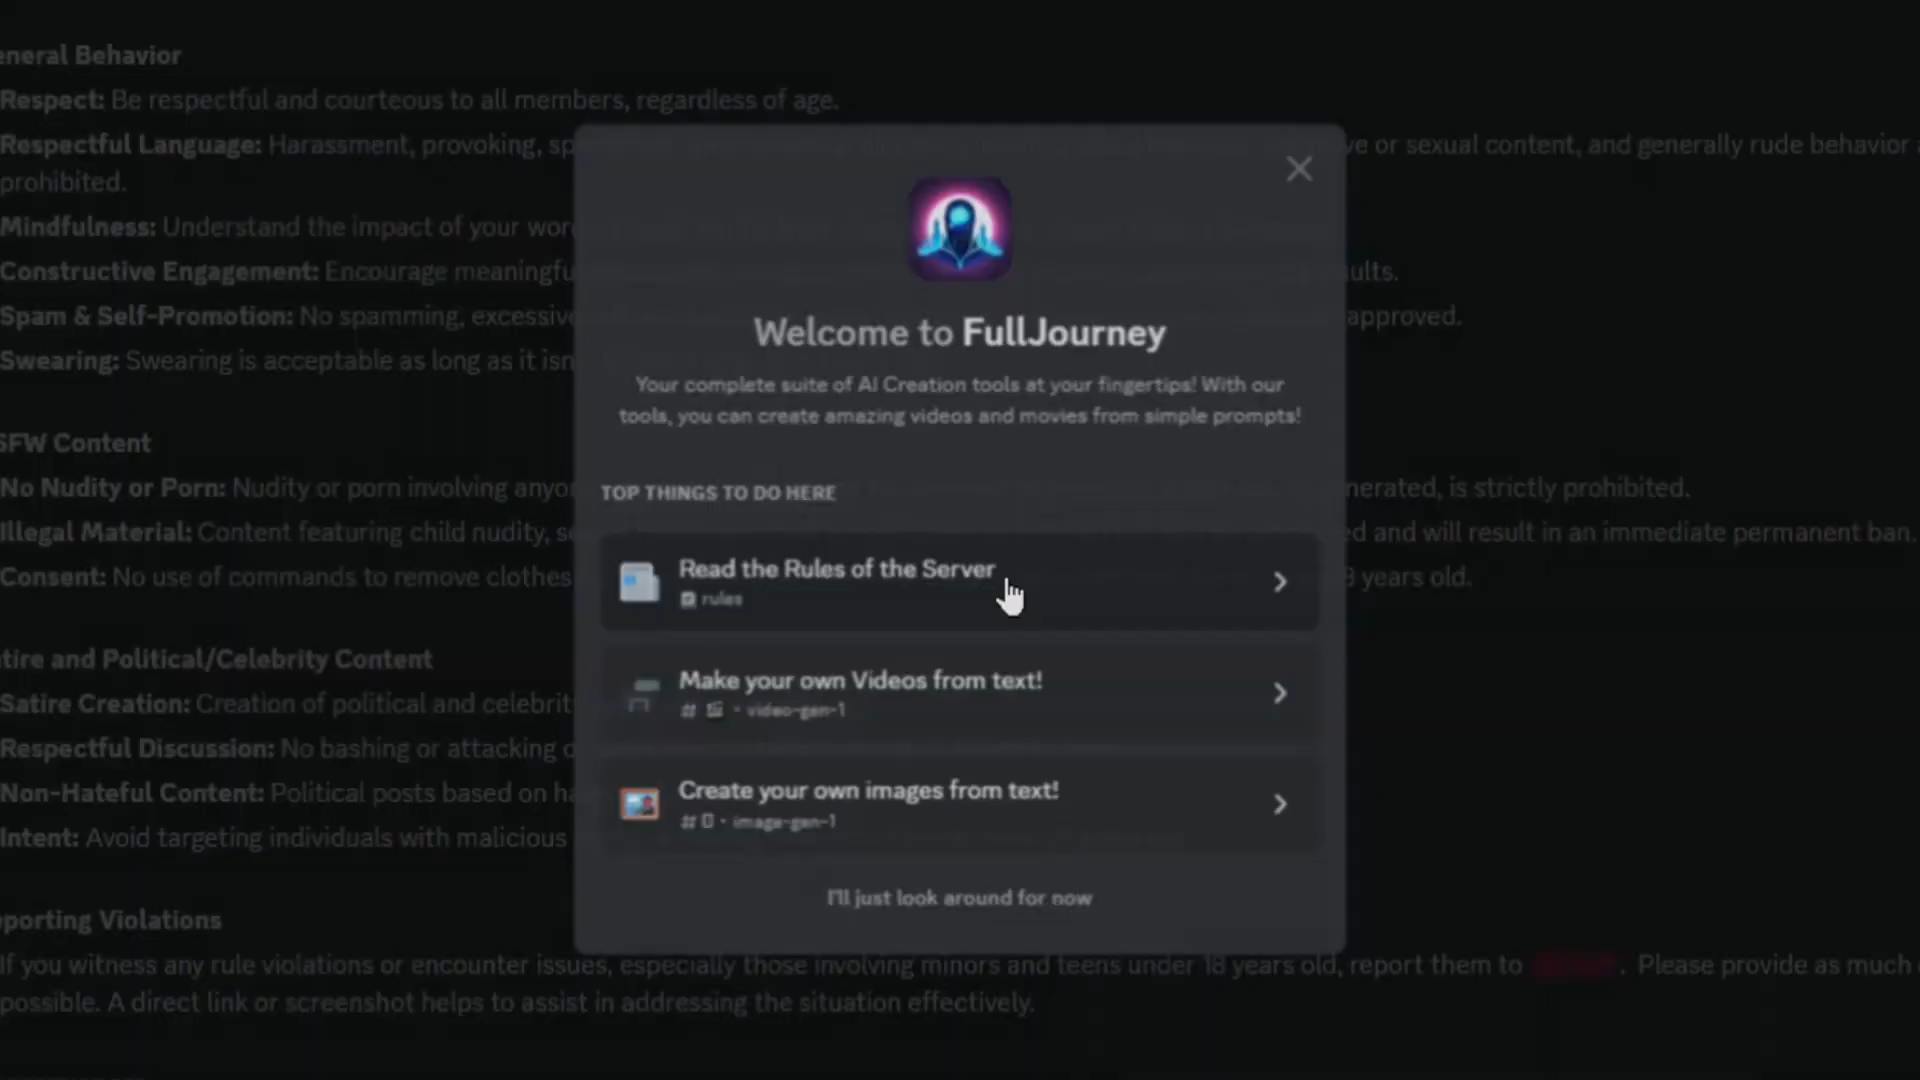 eneral Behavior
Respect: Be respectful and courteous to all members, regardless of age.
Respectful Language: Harassment, provoking, ve or sexual content, and generally rude behavior
prohibited.
Mindfulness: Understand the impact of your wor
Constructive Engagement: Encourage meaningfu ults.
Spam & Self-Promotion: No spamming, excessive approved.
Swearing: Swearing is acceptable as long as it isn
SFW Content
No Nudity or Porn: Nudity or porn involving anyo nerated, is strictly prohibited.
Illegal Material: Content featuring child nudity, s ed and will result in an immediate permanent ban.
Consent: No use of commands to remove clothes 8 years old.
tire and Political/Celebrity Content
Satire Creation: Creation of political and celebrit
Respectful Discussion: No bashing or attacking
Non-Hateful Content: Political posts based on ha
Intent: Avoid targeting individuals with malicious
porting Violations
If you witness any rule violations or encounter issues, especially those involving minors and teens under 18 years old, report them to . Please provide as much
possible. A direct link or screenshot helps to assist in addressing the situation effectively.
Welcome to FullJourney
Your complete suite of AI Creation tools at your fingertips! With our
tools, you can create amazing videos and movies from simple prompts!
TOP THINGS TO DO HERE
Read the Rules of the Server
rules
Make your own Videos from text!
# • video-gen-1
Create your own images from text!
# • image-gen-1
I'll just look around for now